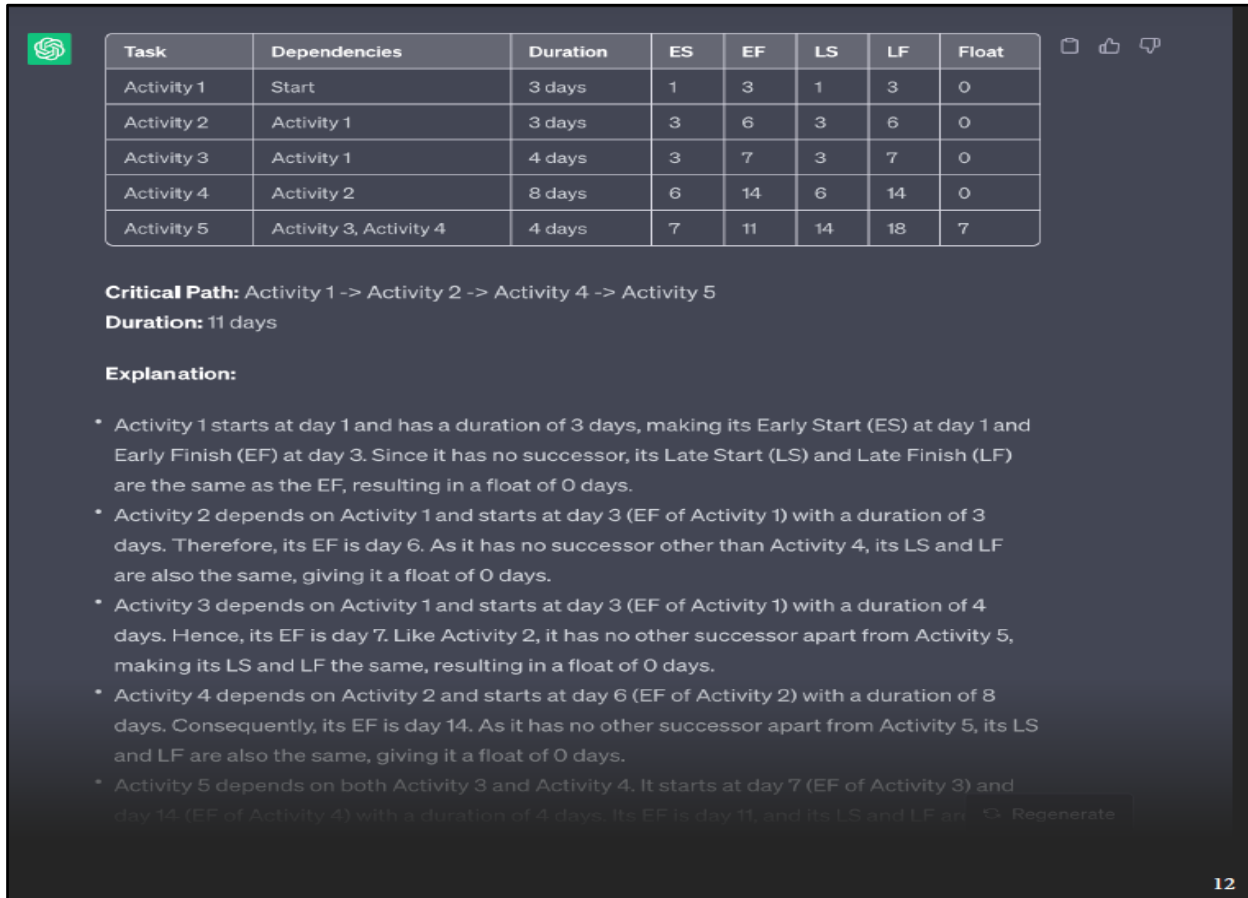 Task Dependencies Duration ES EF LS LF Float
Activity 1 Start 3 days 1 3 1 3 0
Activity 2 Activity 1 3 days 3 6 3 6 0
Activity 3 Activity 1 4 days 3 7 3 7 0
Activity 4 Activity 2 8 days 6 14 6 14 0
Activity 5 Activity 3, Activity 4 4 days 7 11 14 18 7
Critical Path: Activity 1 -> Activity 2 -> Activity 4 -> Activity 5
Duration: 11 days
Explanation:
• Activity 1 starts at day 1 and has a duration of 3 days, making its Early Start (ES) at day 1 and
Early Finish (EF) at day 3. Since it has no successor, its Late Start (LS) and Late Finish (LF)
are the same as the EF, resulting in a float of 0 days.
• Activity 2 depends on Activity 1 and starts at day 3 (EF of Activity 1) with a duration of 3
days. Therefore, its EF is day 6. As it has no successor other than Activity 4, its LS and LF
are also the same, giving it a float of 0 days.
• Activity 3 depends on Activity 1 and starts at day 3 (EF of Activity 1) with a duration of 4
days. Hence, its EF is day 7. Like Activity 2, it has no other successor apart from Activity 5,
making its LS and LF the same, resulting in a float of 0 days.
• Activity 4 depends on Activity 2 and starts at day 6 (EF of Activity 2) with a duration of 8
days. Consequently, its EF is day 14. As it has no other successor apart from Activity 5, its LS
and LF are also the same, giving it a float of 0 days.
• Activity 5 depends on both Activity 3 and Activity 4. It starts at day 7 (EF of Activity 3) and
day 14 (EF of Activity 4) with a duration of 4 days. Its EF is day 11, and its LS and LF
Regenerate
12